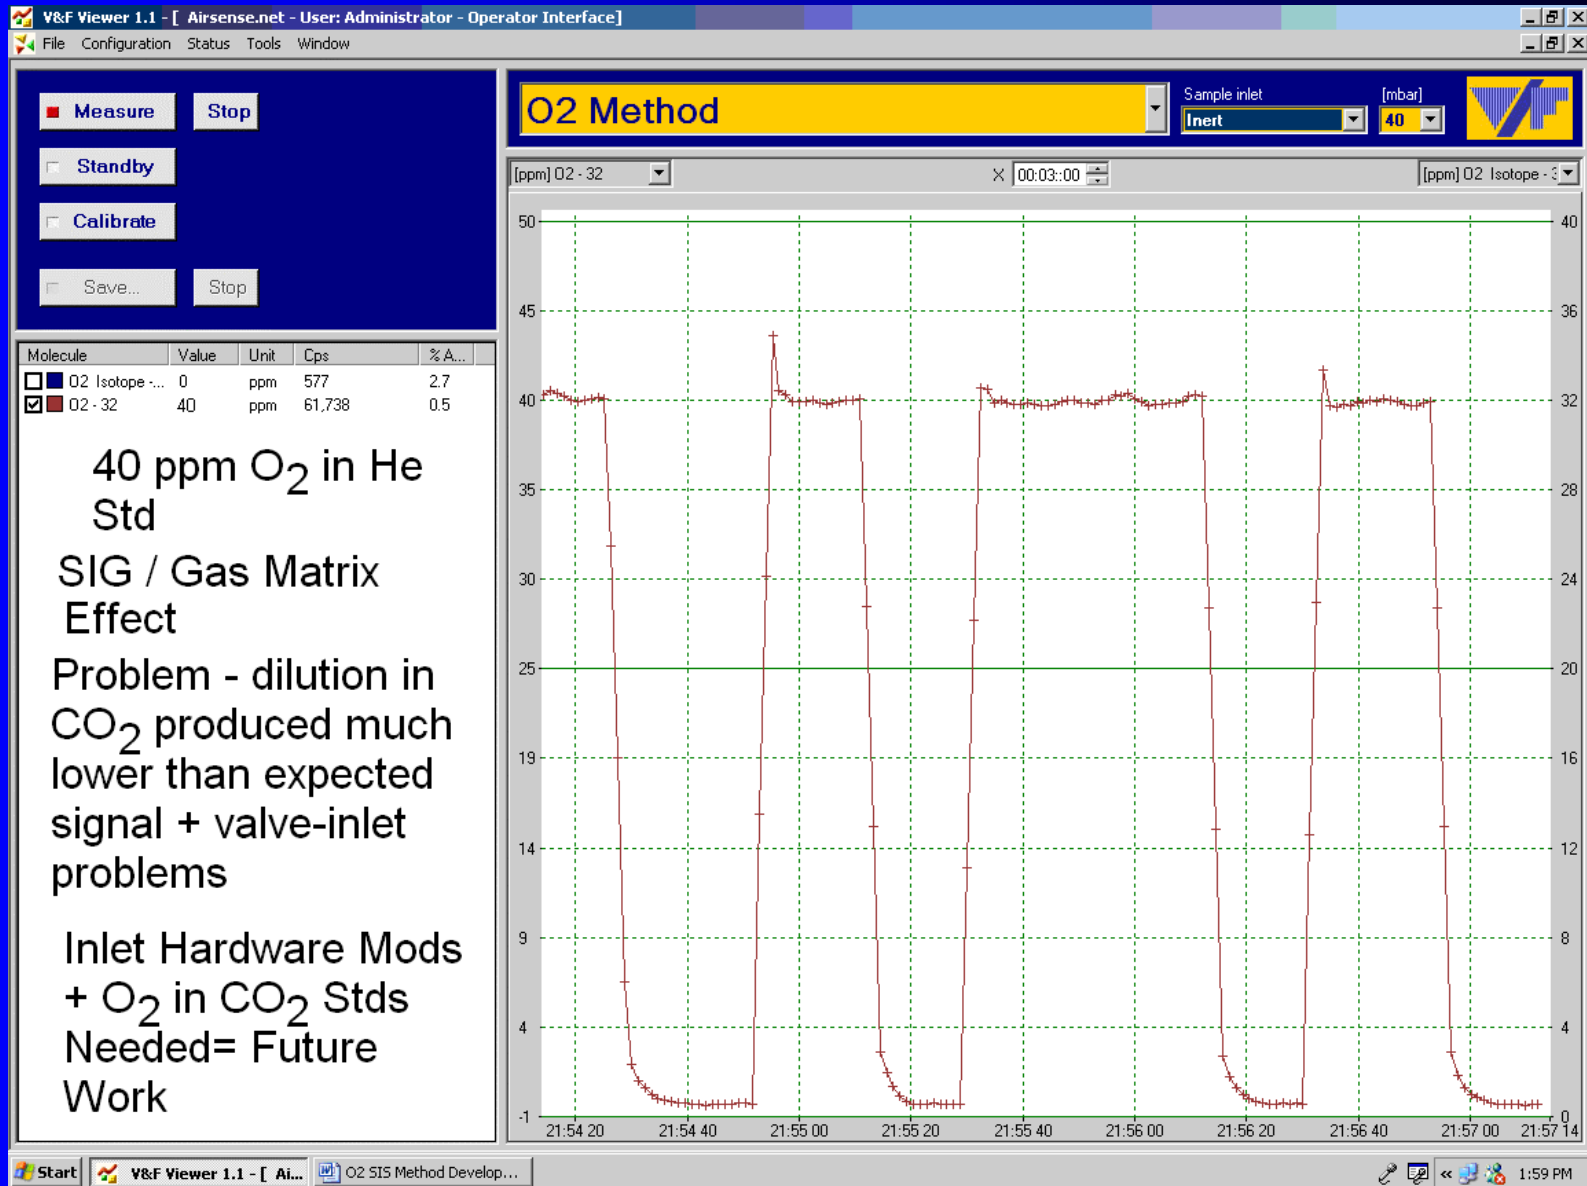 V&F Viewer 1.1 - [ Airsense.net - User: Administrator - Operator Interface]
File Configuration Status Tools Window
Measure Stop
Standby
Calibrate
Save... Stop
O2 Method
Sample inlet [mbar]
Inert 40
[ppm] O2 - 32
X 00:03::00
[ppm] O2 Isotope - 3
Molecule Value Unit Cps % A...
O2 Isotope -... 0 ppm 577 2.7
O2 - 32 40 ppm 61,738 0.5
40 ppm O2 in He
Std
SIG / Gas Matrix
Effect
Problem - dilution in
CO2 produced much
lower than expected
signal + valve-inlet
problems
Inlet Hardware Mods
+ O2 in CO2 Stds
Needed= Future
Work
50 40
45 36
40 32
35 28
30 24
25 20
19 16
14 12
9 8
4 4
-1 0
21:54 20 21:54 40 21:55 00 21:55 20 21:55 40 21:56 00 21:56 20 21:56 40 21:57 00 21:57 14
Start V&F Viewer 1.1 - [ Ai... O2 SIS Method Develop... « 1:59 PM